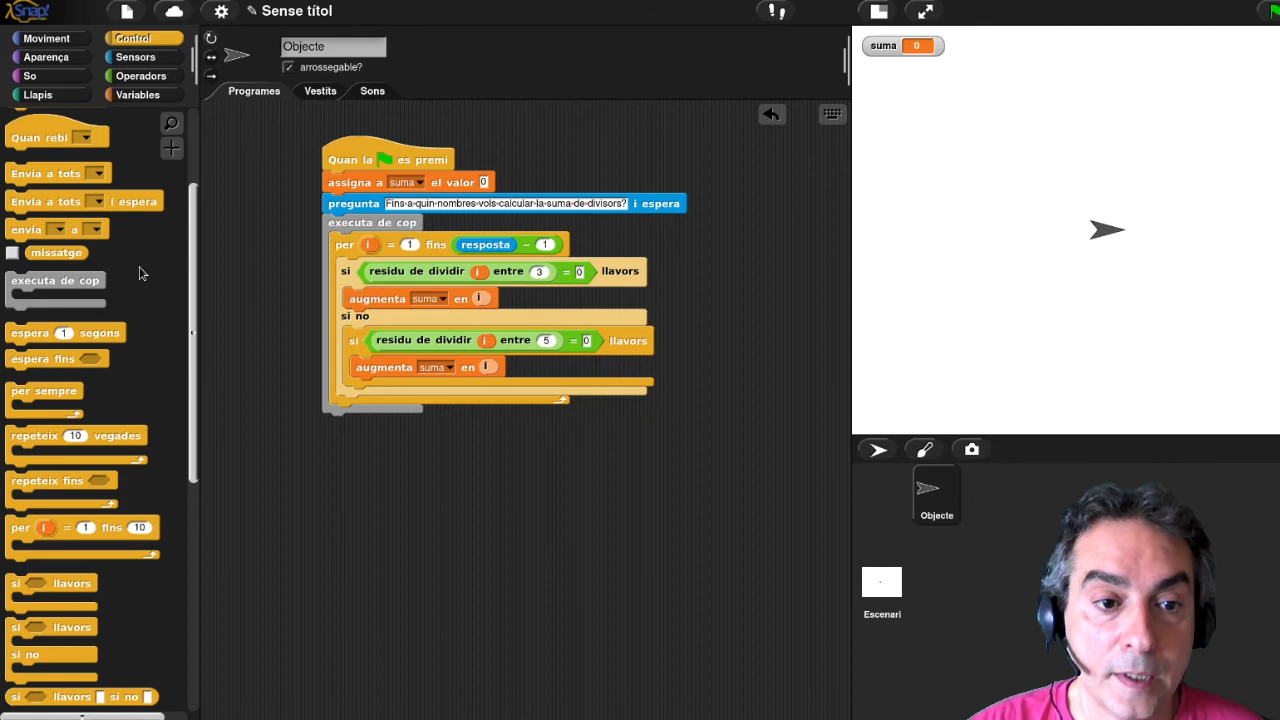 Snap!
Sense títol
Moviment
Control
Aparença
Sensors
So
Operadors
Llapis
Variables
Objecte
arrossegable?
Programes
Vestits
Sons
Quan rebi
Envia a tots
Envia a tots i espera
envia a
missatge
executa de cop
espera 1 segons
espera fins
per sempre
repeteix 10 vegades
repeteix fins
per i = 1 fins 10
si llavors
si llavors
si no
si llavors si no
Quan la es premi
assigna a suma el valor 0
pregunta Fins-a-quin-nombres-vols-calcular-la-suma-de-divisors? i espera
executa de cop
per i = 1 fins resposta − 1
si residu de dividir i entre 3 = 0 llavors
augmenta suma en i
si no
si residu de dividir i entre 5 = 0 llavors
augmenta suma en i
suma 0
Objecte
Escenari